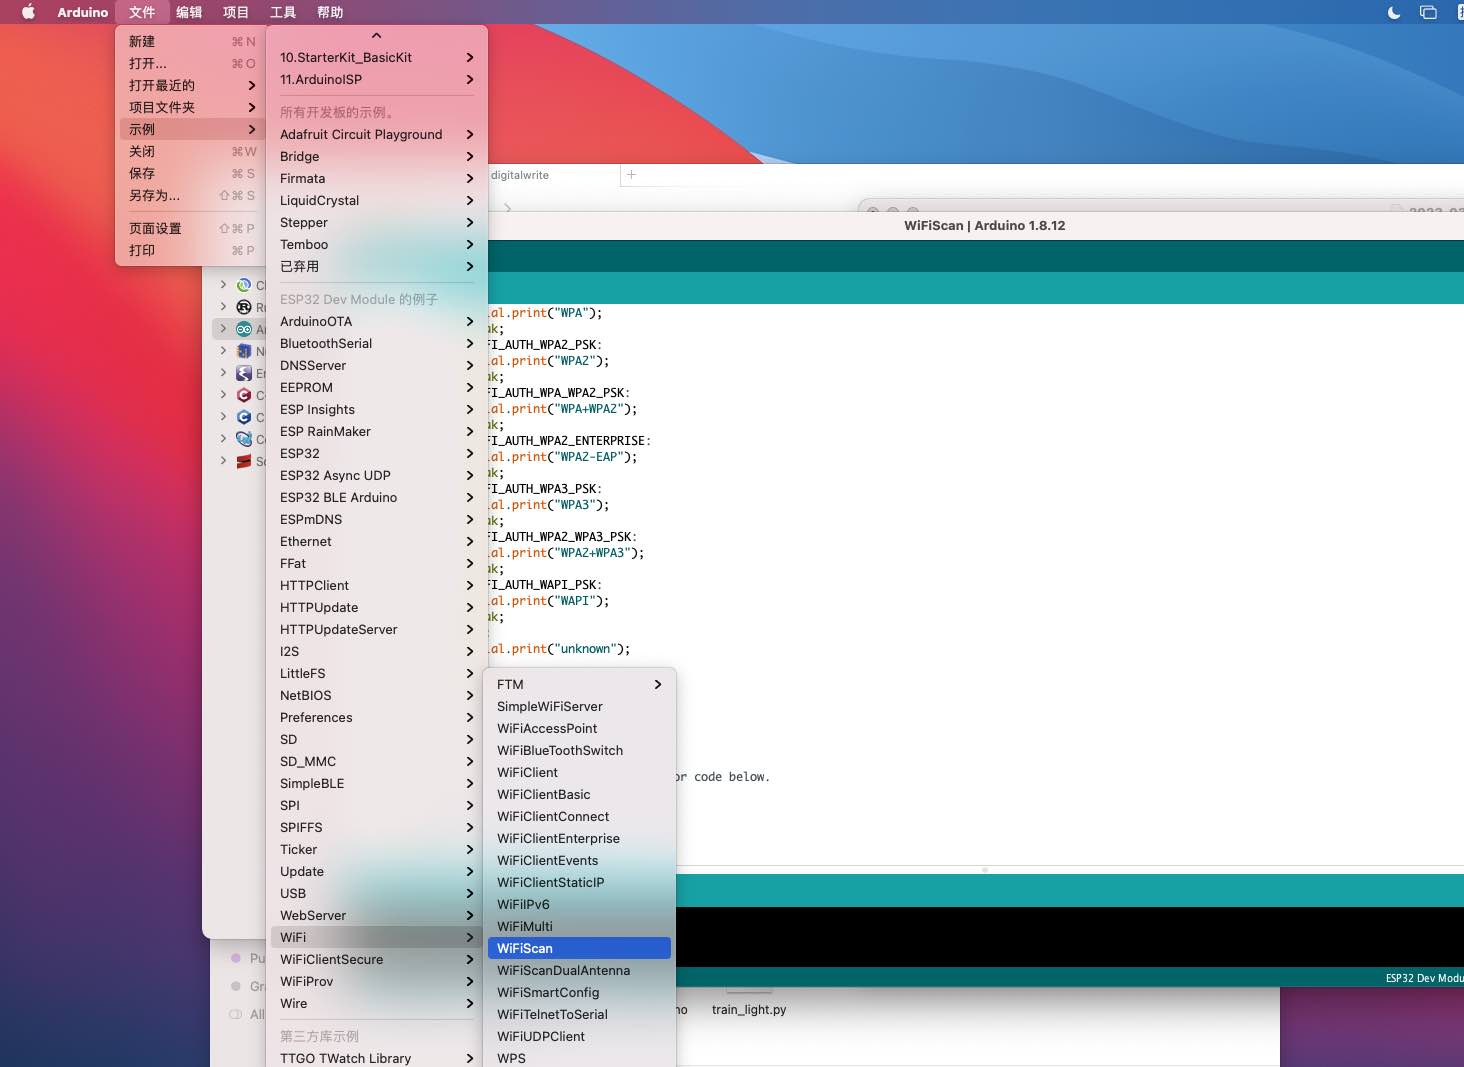 Arduino 文件 编辑 项目 工具 帮助
新建 ⌘N
打开... ⌘O
打开最近的
项目文件夹
示例
关闭 ⌘W
保存 ⌘S
另存为... ⇧⌘S
页面设置 ⇧⌘P
打印 ⌘P
10.StarterKit_BasicKit
11.ArduinoISP
所有开发板的示例。
Adafruit Circuit Playground
Bridge
Firmata
LiquidCrystal
Stepper
Temboo
已弃用
ESP32 Dev Module 的例子
ArduinoOTA
BluetoothSerial
DNSServer
EEPROM
ESP Insights
ESP RainMaker
ESP32
ESP32 Async UDP
ESP32 BLE Arduino
ESPmDNS
Ethernet
FFat
HTTPClient
HTTPUpdate
HTTPUpdateServer
I2S
LittleFS
NetBIOS
Preferences
SD
SD_MMC
SimpleBLE
SPI
SPIFFS
Ticker
Update
USB
WebServer
WiFi
WiFiClientSecure
WiFiProv
Wire
第三方库示例
TTGO TWatch Library
FTM
SimpleWiFiServer
WiFiAccessPoint
WiFiBlueToothSwitch
WiFiClient
WiFiClientBasic
WiFiClientConnect
WiFiClientEnterprise
WiFiClientEvents
WiFiClientStaticIP
WiFiIPv6
WiFiMulti
WiFiScan
WiFiScanDualAntenna
WiFiSmartConfig
WiFiTelnetToSerial
WiFiUDPClient
WPS
digitalwrite
WiFiScan | Arduino 1.8.12
al.print("WPA");
ak;
FI_AUTH_WPA2_PSK:
al.print("WPA2");
ak;
FI_AUTH_WPA_WPA2_PSK:
al.print("WPA+WPA2");
ak;
FI_AUTH_WPA2_ENTERPRISE:
al.print("WPA2-EAP");
ak;
FI_AUTH_WPA3_PSK:
al.print("WPA3");
ak;
FI_AUTH_WPA2_WPA3_PSK:
al.print("WPA2+WPA3");
ak;
FI_AUTH_WAPI_PSK:
al.print("WAPI");
ak;
:
al.print("unknown");
or code below.
ESP32 Dev Modu
no train_light.py
Pu
Gr
All